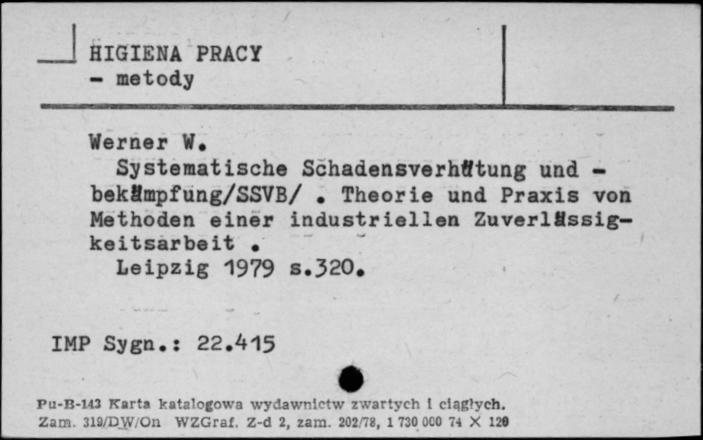 HIGIENA PRACY
- metody
Werner W.
Systematische Schadensverhütung und -
bekämpfung/SSVB/ . Theorie und Praxis von
Methoden einer industriellen Zuverlässig-
keitsarbeit .
Leipzig 1979 s.320.
IMP Sygn.: 22.415
Pu-B-143 Karta katalogowa wydawnictw zwartych i ciągłych.
Zam. 319/DW/On WZGraf. Z-d 2, zam. 202/78, 1 730 000 74 X 120